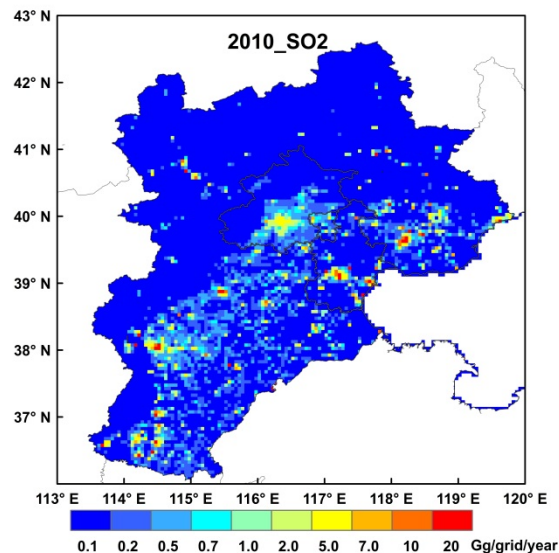 2010_SO2
43° N
42° N
41° N
40° N
39° N
38° N
37° N
113° E 114° E 115° E 116° E 117° E 118° E 119° E 120° E
0.1 0.2 0.5 0.7 1.0 2.0 5.0 7.0 10 20 Gg/grid/year